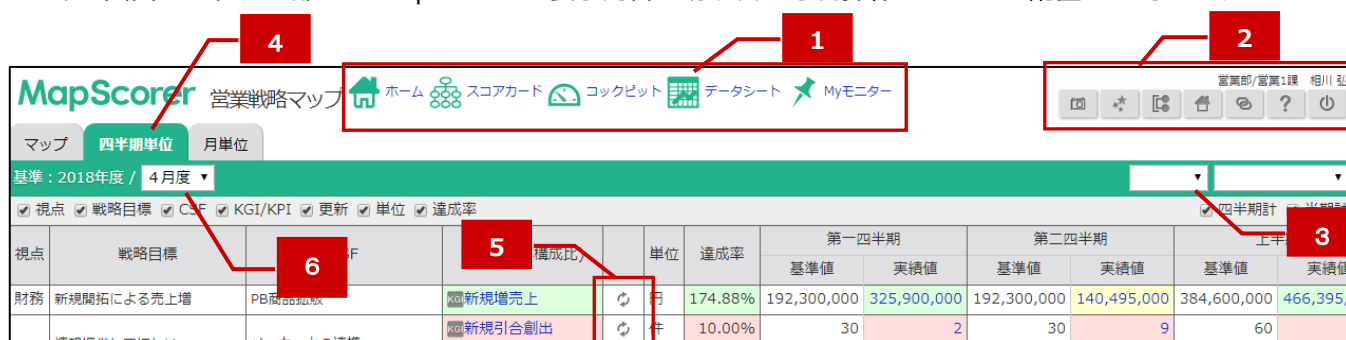 4
1
2
MapScorer 営業戦略マップ ホーム スコアカード コックピット データシート Myモニター
営業部/営業1課 相川 弘
マップ 四半期単位 月単位
基準：2018年度 / 4月度
視点 戦略目標 CSF KGI/KPI 更新 単位 達成率 四半期計
5
3
6
視点 戦略目標 構成比) 単位 達成率 第一四半期 第二四半期
基準値 実績値 基準値 実績値 基準値 実績値
財務 新規開拓による売上増 PB商品拡販 KGI 新規増売上 円 174.88% 192,300,000 325,900,000 192,300,000 140,495,000 384,600,000 466,395,
KGI 新規引合創出 件 10.00% 30 2 30 9 60